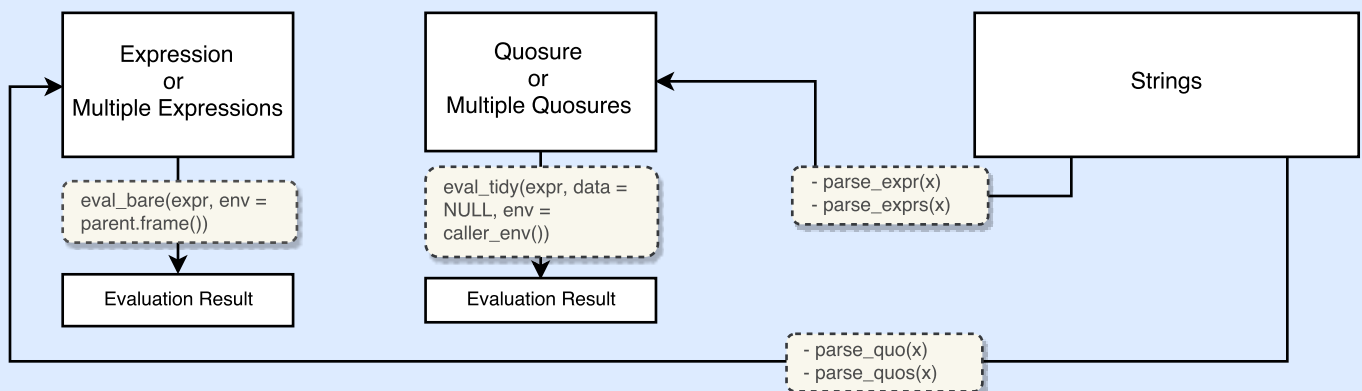 Expression
or
Multiple Expressions
Quosure
or
Multiple Quosures
Strings
eval_bare(expr, env =
parent.frame())
eval_tidy(expr, data =
NULL, env =
caller_env())
- parse_expr(x)
- parse_exprs(x)
Evaluation Result
Evaluation Result
- parse_quo(x)
- parse_quos(x)